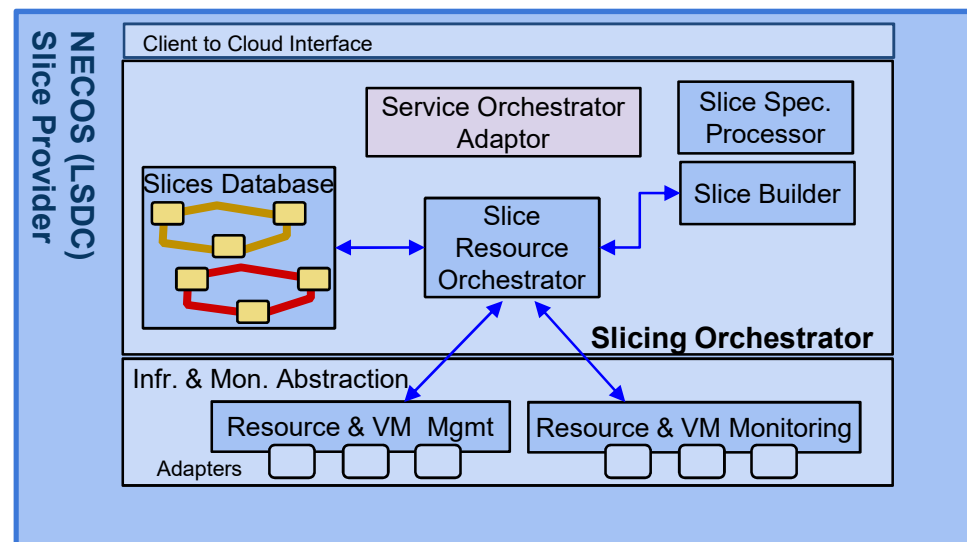 NECOS (LSDC)
Slice Provider
Client to Cloud Interface
Service Orchestrator
Adaptor
Slice Spec.
Processor
Slices Database
Slice Builder
Slice
Resource
Orchestrator
Slicing Orchestrator
Infr. & Mon. Abstraction
Resource & VM Mgmt
Resource & VM Monitoring
Adapters